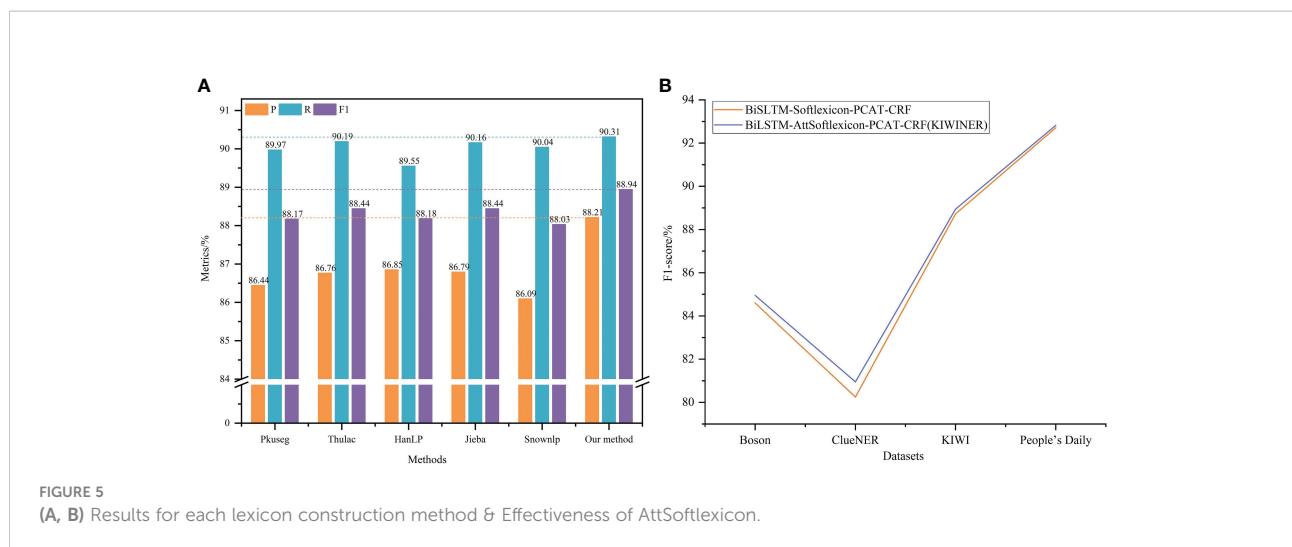 A
P R F1
91
90
89
88
87
86
85
84
0
Metrics/%
86.44 89.97 88.17
86.76 90.19 88.44
86.85 89.55 88.18
86.79 90.16 88.44
86.09 90.04 88.03
88.21 90.31 88.94
Pkuseg Thulac HanLP Jieba Snownlp Our method
Methods
B
BiSLTM-Softlexicon-PCAT-CRF
BiLSTM-AttSoftlexicon-PCAT-CRF(KIWINER)
94
92
90
88
86
84
82
80
F1-score/%
Boson ClueNER KIWI People's Daily
Datasets
FIGURE 5
(A, B) Results for each lexicon construction method & Effectiveness of AttSoftlexicon.